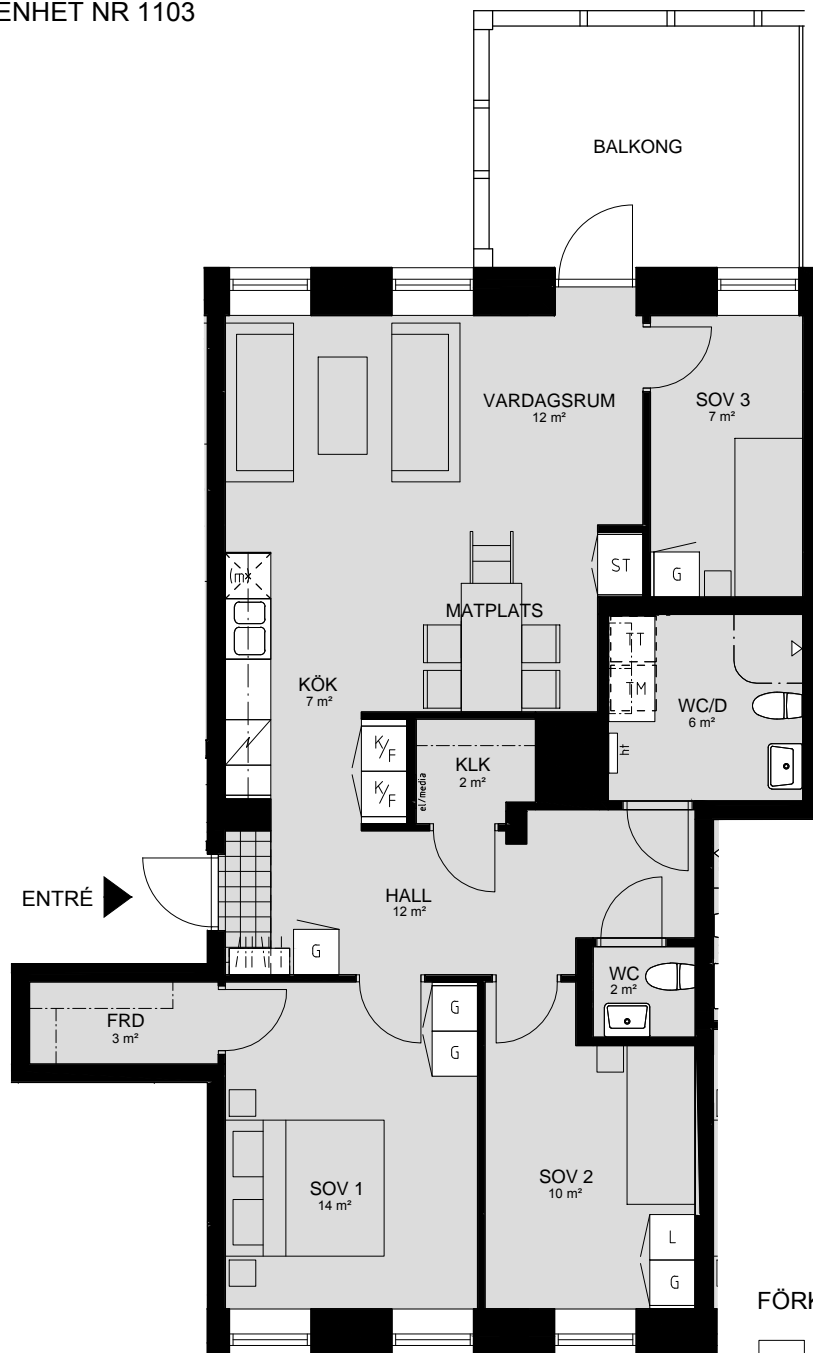 ENHET NR 1103
BALKONG
VARDAGSRUM
12 m²
SOV 3
7 m²
(m)
ST
G
MATPLATS
TT
TM
KÖK
7 m²
WC/D
6 m²
ht
K/F
K/F
KLK
2 m²
el/media
ENTRÉ
HALL
12 m²
G
WC
2 m²
FRD
3 m²
G
G
SOV 1
14 m²
SOV 2
10 m²
L
G